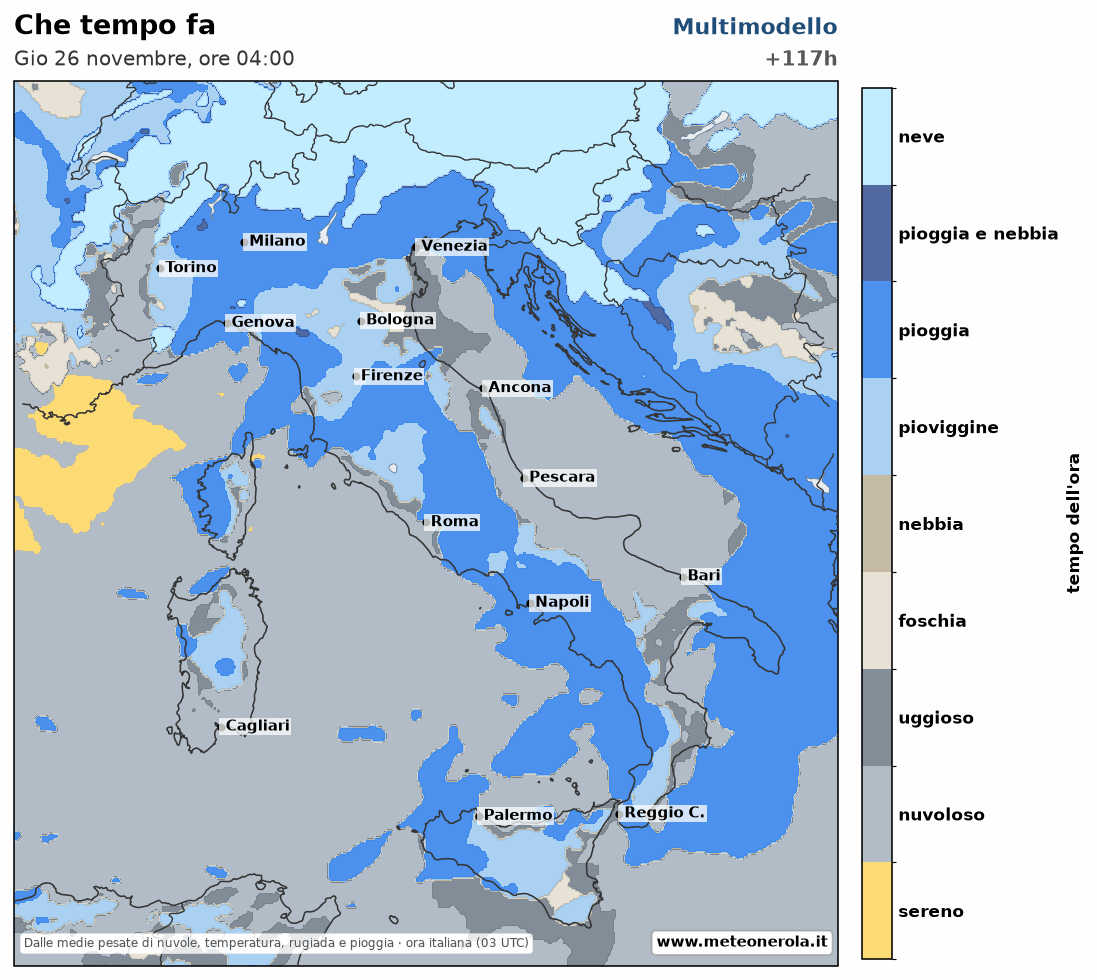 Che tempo fa
Multimodello
Gio 26 novembre, ore 04:00
+117h
Milano
Venezia
Torino
Genova
Bologna
Firenze
Ancona
Pescara
Roma
Bari
Napoli
Cagliari
Palermo
Reggio C.
Dalle medie pesate di nuvole, temperatura, rugiada e pioggia · ora italiana (03 UTC)
www.meteonerola.it
neve
pioggia e nebbia
pioggia
pioviggine
nebbia
foschia
uggioso
nuvoloso
sereno
tempo dell'ora